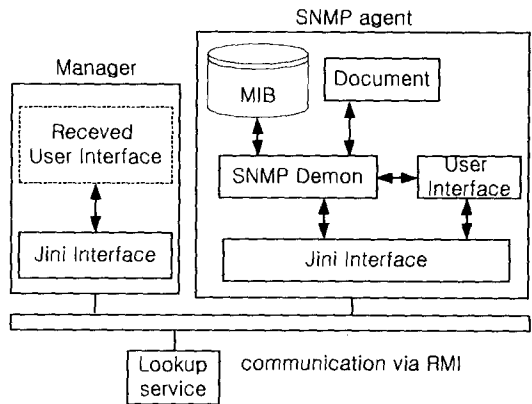 SNMP agent
Manager
MIB
Document
Receved
User Interface
SNMP Demon
User
Interface
Jini Interface
Jini Interface
Lookup
service
communication via RMI